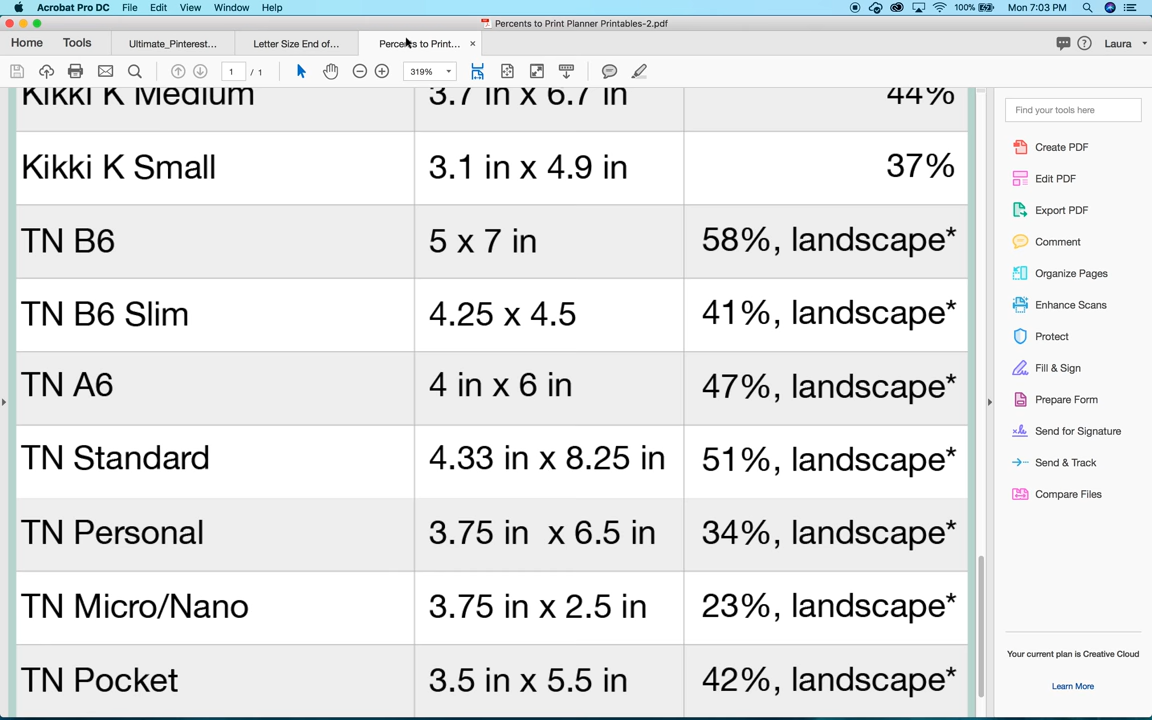 Acrobat Pro DC File Edit View Window Help 100% Mon 7:03 PM
Percents to Print Planner Printables-2.pdf
Home Tools Ultimate_Pinterest... Letter Size End of... Percents to Print... × Laura
1 / 1 319%
Kikki K Medium 3.7 in x 6.7 in 44%
Kikki K Small 3.1 in x 4.9 in 37%
TN B6 5 x 7 in 58%, landscape*
TN B6 Slim 4.25 x 4.5 41%, landscape*
TN A6 4 in x 6 in 47%, landscape*
TN Standard 4.33 in x 8.25 in 51%, landscape*
TN Personal 3.75 in x 6.5 in 34%, landscape*
TN Micro/Nano 3.75 in x 2.5 in 23%, landscape*
TN Pocket 3.5 in x 5.5 in 42%, landscape*
Find your tools here
Create PDF
Edit PDF
Export PDF
Comment
Organize Pages
Enhance Scans
Protect
Fill & Sign
Prepare Form
Send for Signature
Send & Track
Compare Files
Your current plan is Creative Cloud
Learn More